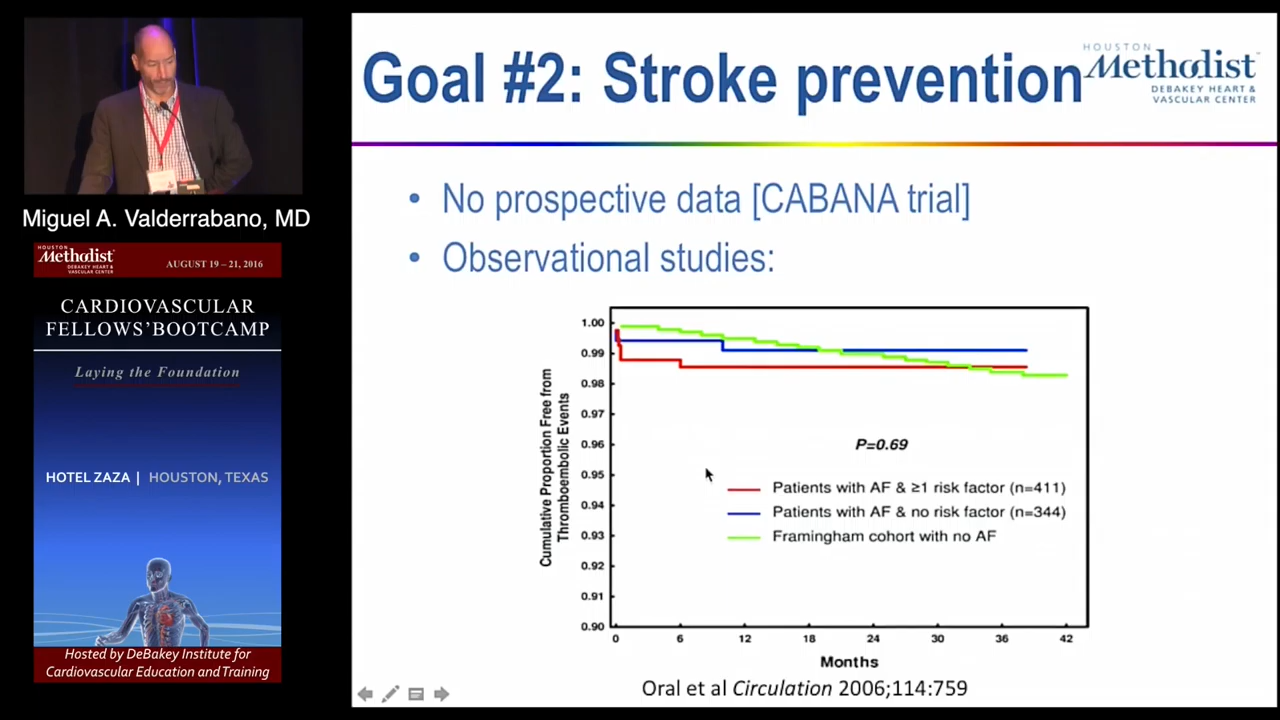 Goal #2: Stroke prevention
HOUSTON
Methodist
DEBAKEY HEART &
VASCULAR CENTER
Miguel A. Valderrabano, MD
HOUSTON
Methodist
DEBAKEY HEART &
VASCULAR CENTER
AUGUST 19 – 21, 2016
CARDIOVASCULAR
FELLOWS' BOOTCAMP
Laying the Foundation
HOTEL ZAZA | HOUSTON, TEXAS
Hosted by DeBakey Institute for
Cardiovascular Education and Training
• No prospective data [CABANA trial]
• Observational studies:
Cumulative Proportion Free from
Thromboembolic Events
1.00
0.99
0.98
0.97
0.96
0.95
0.94
0.93
0.92
0.91
0.90
P=0.69
Patients with AF & ≥1 risk factor (n=411)
Patients with AF & no risk factor (n=344)
Framingham cohort with no AF
0 6 12 18 24 30 36 42
Months
Oral et al Circulation 2006;114:759